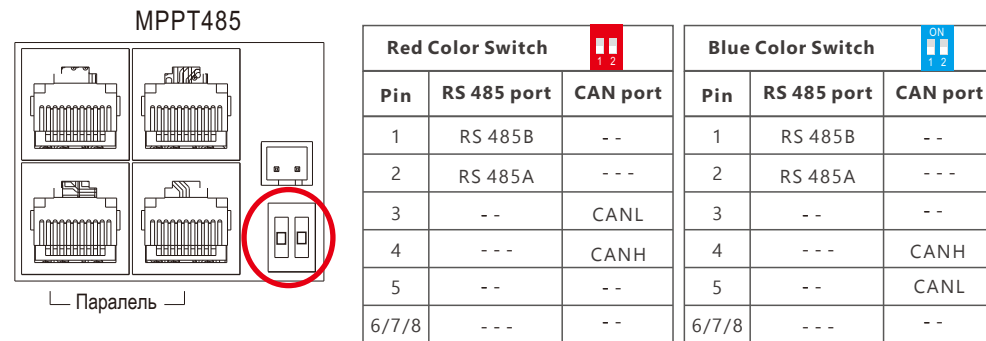 MPPT485
Паралель
Red Color Switch 1 2
Pin RS 485 port CAN port
1 RS 485B - -
2 RS 485A - - -
3 - - CANL
4 - - - CANH
5 - - - -
6/7/8 - - - - -
Blue Color Switch ON 1 2
Pin RS 485 port CAN port
1 RS 485B - -
2 RS 485A - - -
3 - - - -
4 - - - CANH
5 - - CANL
6/7/8 - - - - -